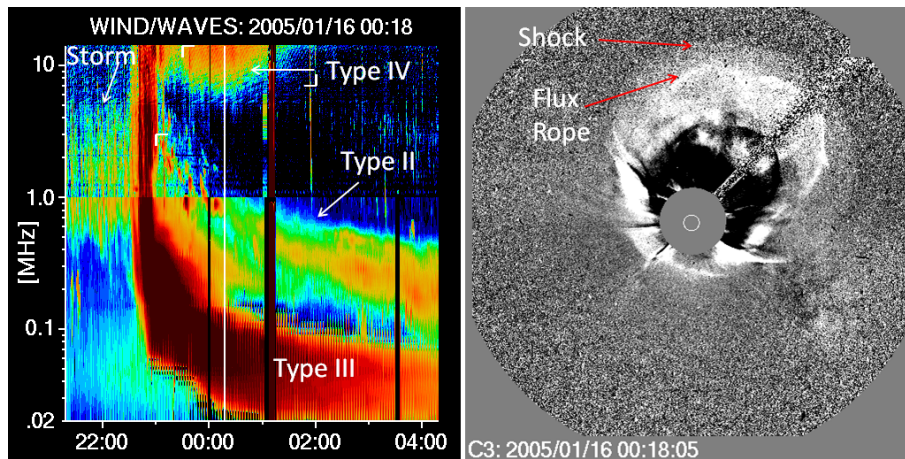 WIND/WAVES: 2005/01/16 00:18
Storm
Type IV
Type II
Type III
[MHz]
10
1.0
0.1
.02
22:00
00:00
02:00
04:00
Shock
Flux
Rope
C3: 2005/01/16 00:18:05